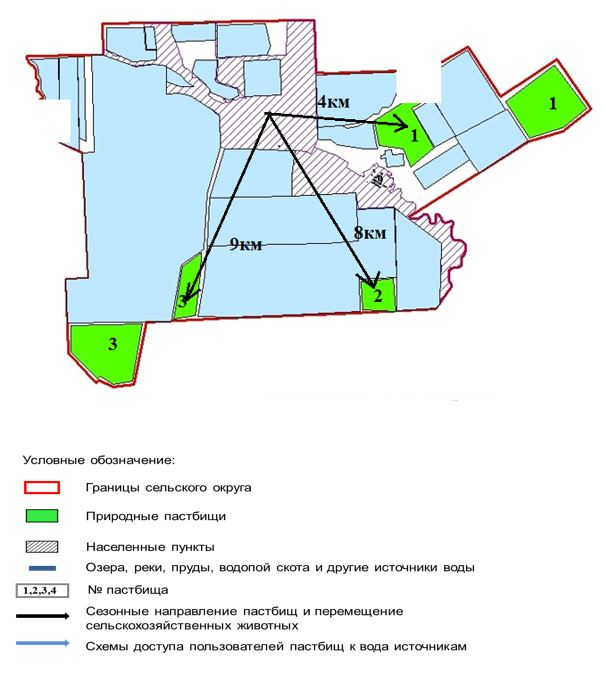 4км
1
1
9км
8км
2
3
3
Условные обозначение:
Границы сельского округа
Природные пастбищи
Населенные пункты
Озера, реки, пруды, водопой скота и другие источники воды
1,2,3,4 № пастбища
Сезонные направление пастбищ и перемещение
сельскохозяйственных животных
Схемы доступа пользователей пастбищ к вода источникам